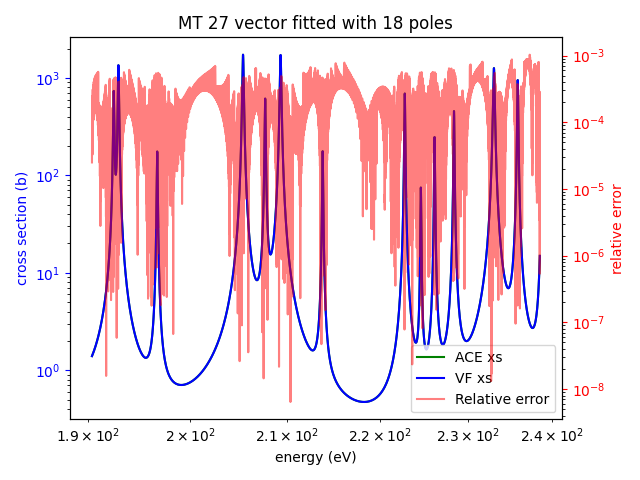 MT 27 vector fitted with 18 poles
cross section (b)
10³
10²
10¹
10⁰
10⁻³
10⁻⁴
10⁻⁵
10⁻⁶
10⁻⁷
10⁻⁸
relative error
ACE xs
VF xs
Relative error
1.9 × 10² 2 × 10² 2.1 × 10² 2.2 × 10² 2.3 × 10² 2.4 × 10²
energy (eV)